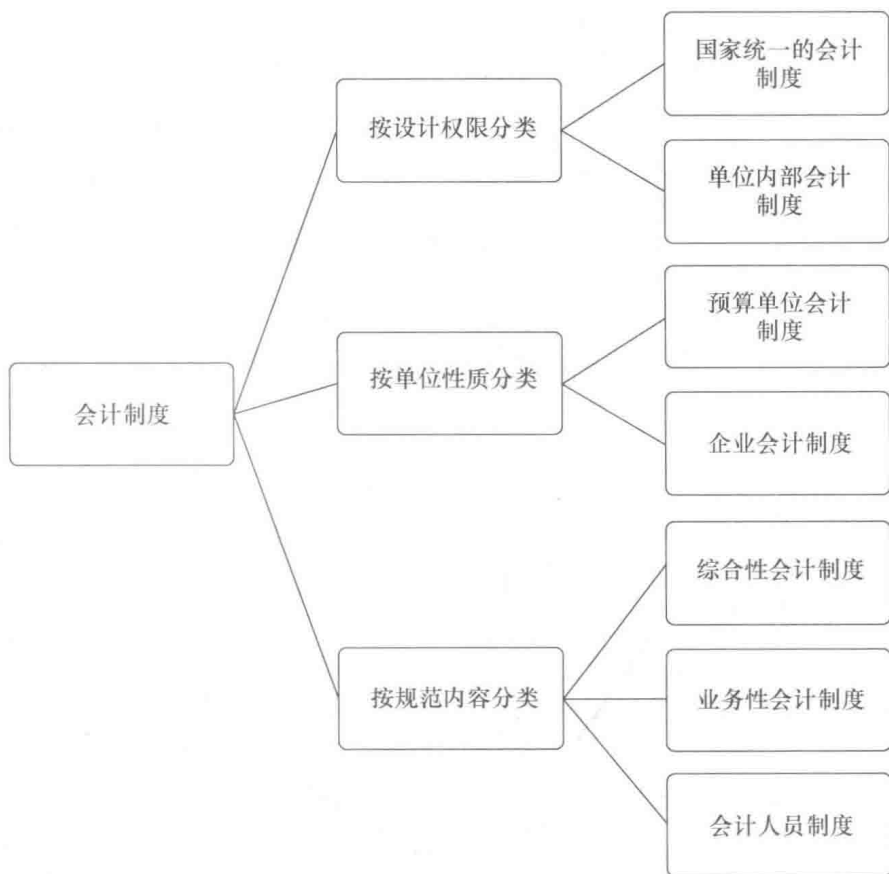 国家统一的会计
制度
按设计权限分类
单位内部会计
制度
预算单位会计
制度
会计制度
按单位性质分类
企业会计制度
综合性会计制度
按规范内容分类
业务性会计制度
会计人员制度